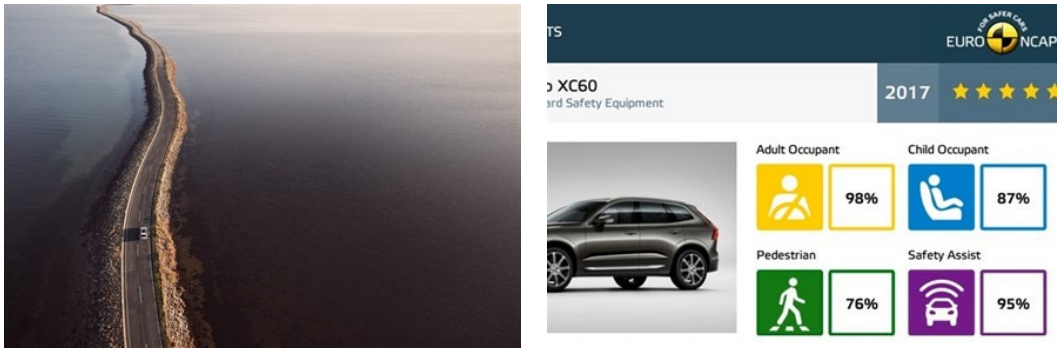 TS
FOR SAFER CARS
EURO NCAP
XC60
2017
ard Safety Equipment
Adult Occupant
Child Occupant
98%
87%
Pedestrian
Safety Assist
76%
95%